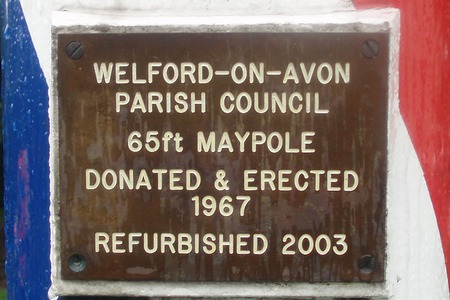 WELFORD-ON-AVON
PARISH COUNCIL
65ft MAYPOLE
DONATED & ERECTED
1967
REFURBISHED 2003